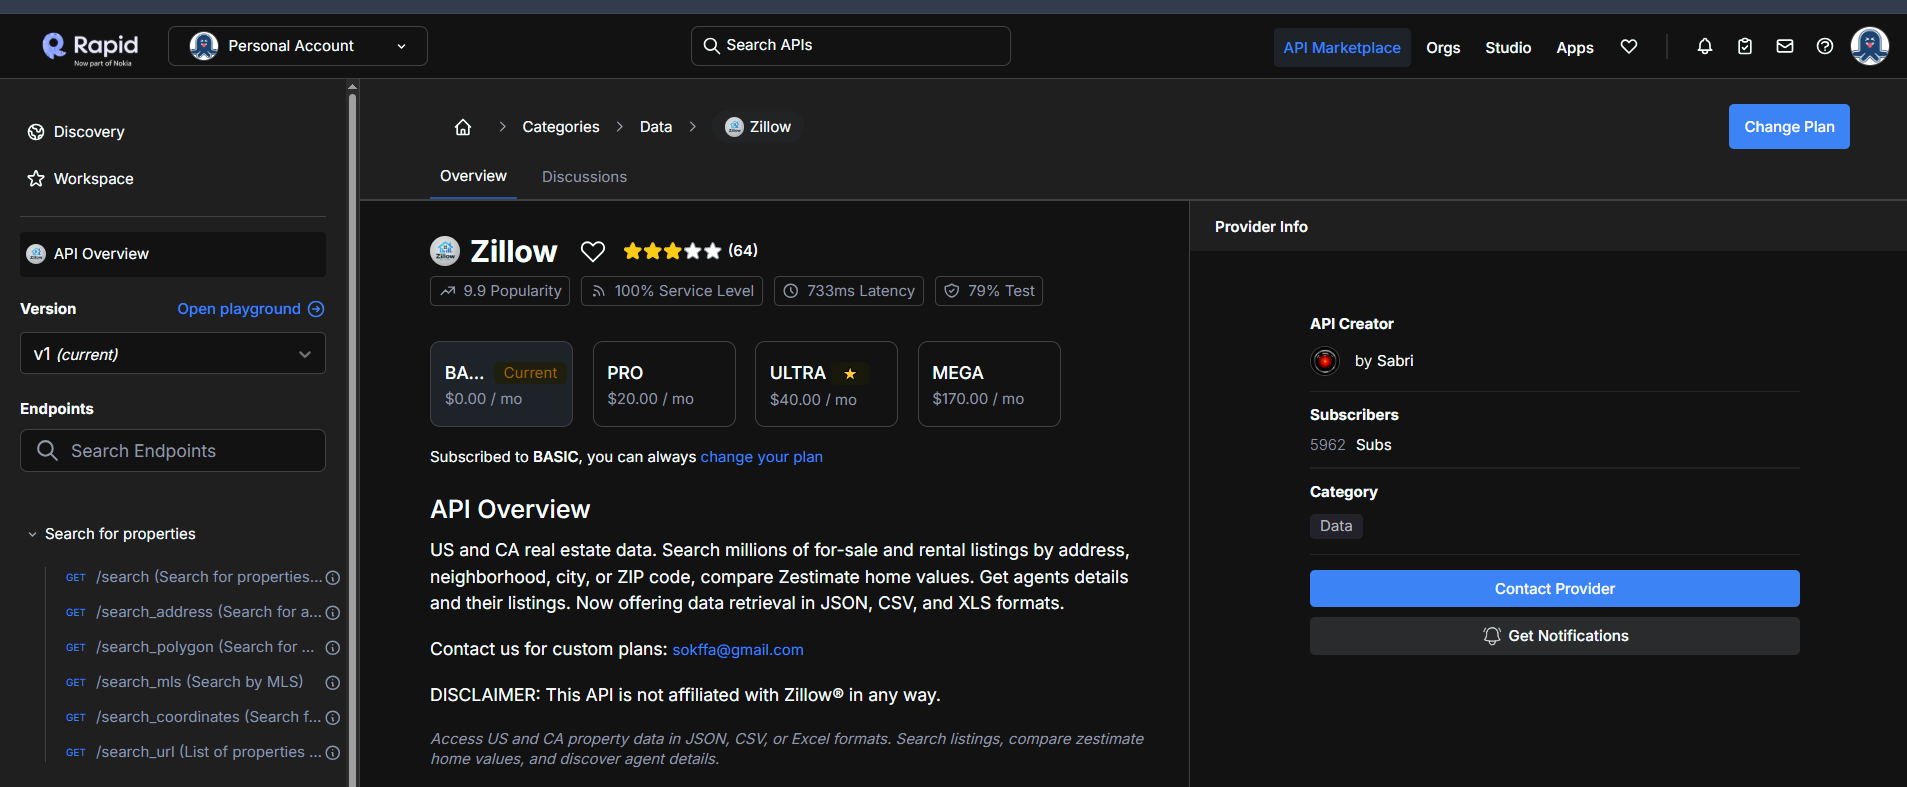 Rapid
Now part of Nokia
Personal Account
Search APIs
API Marketplace
Orgs
Studio
Apps
Discovery
Workspace
API Overview
Version
Open playground
v1 (current)
Endpoints
Search Endpoints
Search for properties
GET /search (Search for properties...
GET /search_address (Search for a...
GET /search_polygon (Search for ...
GET /search_mls (Search by MLS)
GET /search_coordinates (Search f...
GET /search_url (List of properties ...
Categories
Data
Zillow
Change Plan
Overview
Discussions
Zillow
Zillow (64)
9.9 Popularity
100% Service Level
733ms Latency
79% Test
BA... Current
$0.00 / mo
PRO
$20.00 / mo
ULTRA
$40.00 / mo
MEGA
$170.00 / mo
Subscribed to BASIC, you can always change your plan
API Overview
US and CA real estate data. Search millions of for-sale and rental listings by address,
neighborhood, city, or ZIP code, compare Zestimate home values. Get agents details
and their listings. Now offering data retrieval in JSON, CSV, and XLS formats.
Contact us for custom plans: sokffa@gmail.com
DISCLAIMER: This API is not affiliated with Zillow® in any way.
Access US and CA property data in JSON, CSV, or Excel formats. Search listings, compare zestimate
home values, and discover agent details.
Provider Info
API Creator
by Sabri
Subscribers
5962 Subs
Category
Data
Contact Provider
Get Notifications